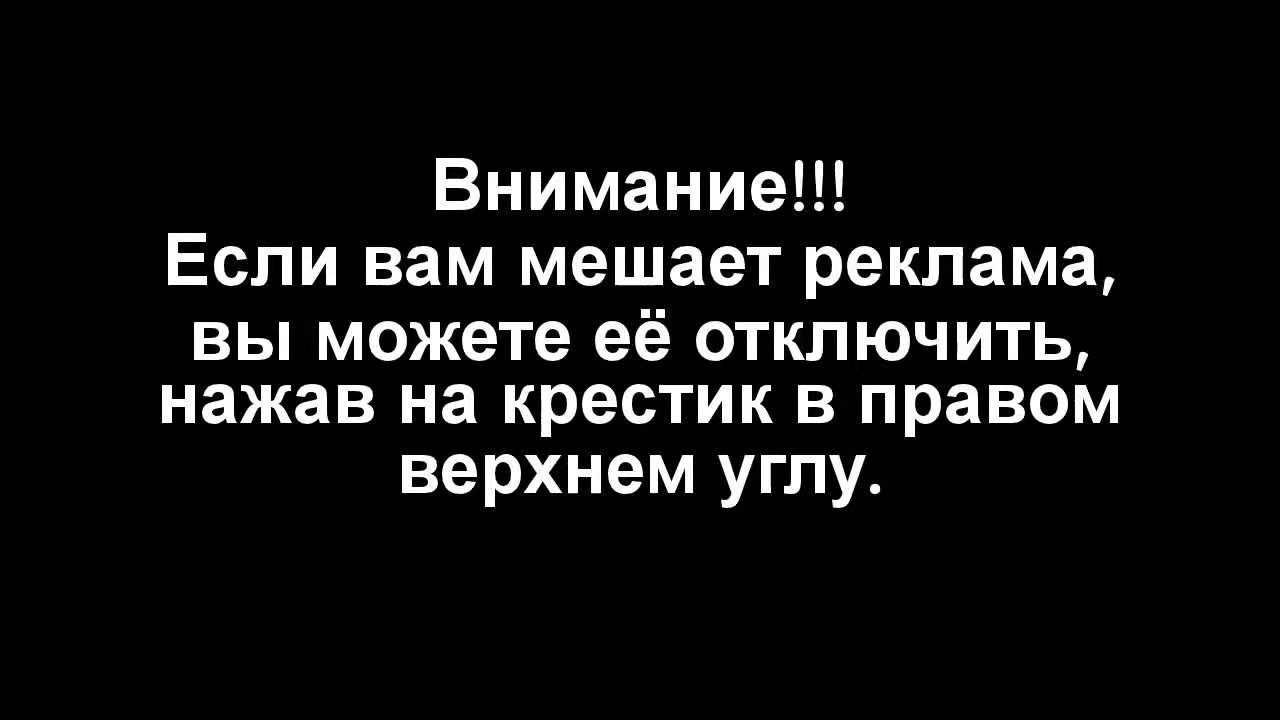 Внимание!!!
Если вам мешает реклама,
вы можете её отключить,
нажав на крестик в правом
верхнем углу.